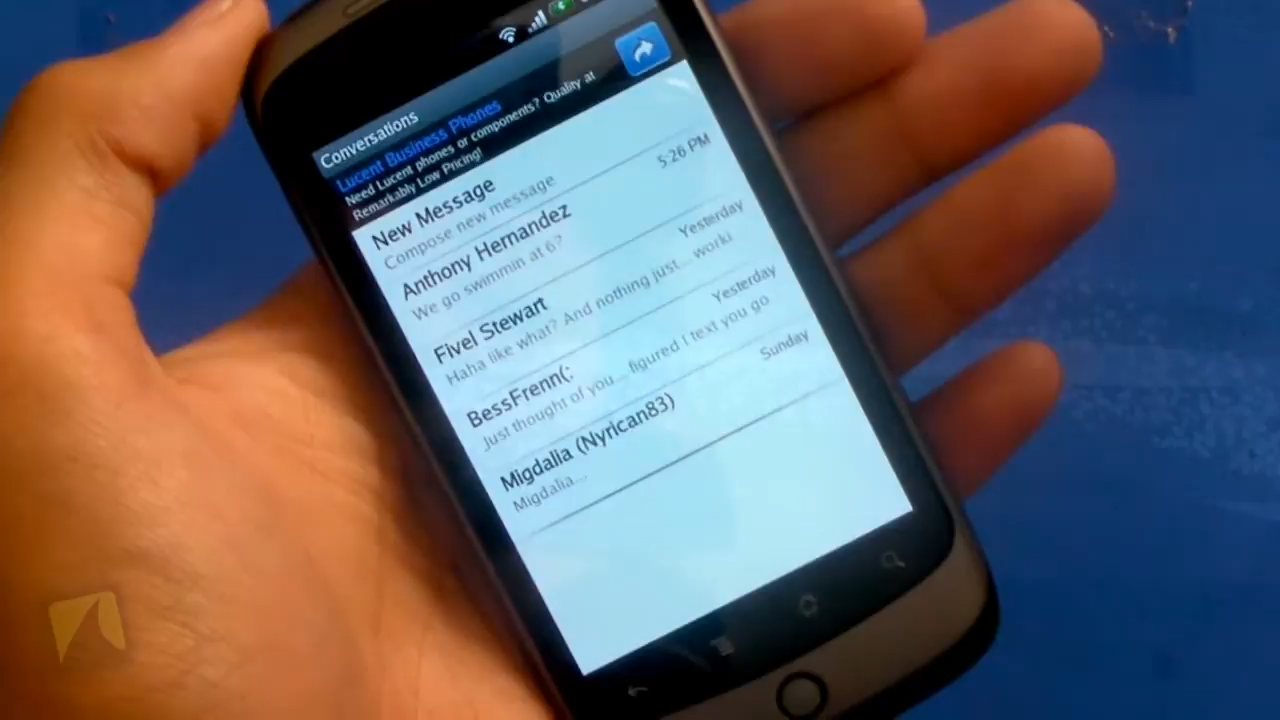 Conversations
Lucent Business Phones
Need Lucent phones or components? Quality at
Remarkably Low Pricing!
New Message
Compose new message
Anthony Hernandez
5:26 PM
We go swimmin at 6?
Fivel Stewart
Yesterday
Haha like what? And nothing just... worki
BessFrenn(:
Yesterday
Just thought of you... figured I text you go
Migdalia (Nyrican83)
Sunday
Migdalia...